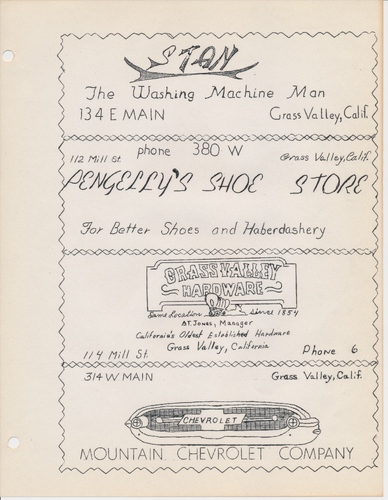 STAN
The Washing Machine Man
134 E MAIN Grass Valley, Calif.
phone 380 W
112 Mill St. Grass Valley, Calif.
PENGELLY'S SHOE STORE
For Better Shoes and Haberdashery
GRASS VALLEY
HARDWARE
Same Location Since 1854
Jones, Manager
California's Oldest Established Hardware
Grass Valley, California
114 Mill St. Phone 6
314 W MAIN Grass Valley, Calif.
CHEVROLET
MOUNTAIN CHEVROLET COMPANY